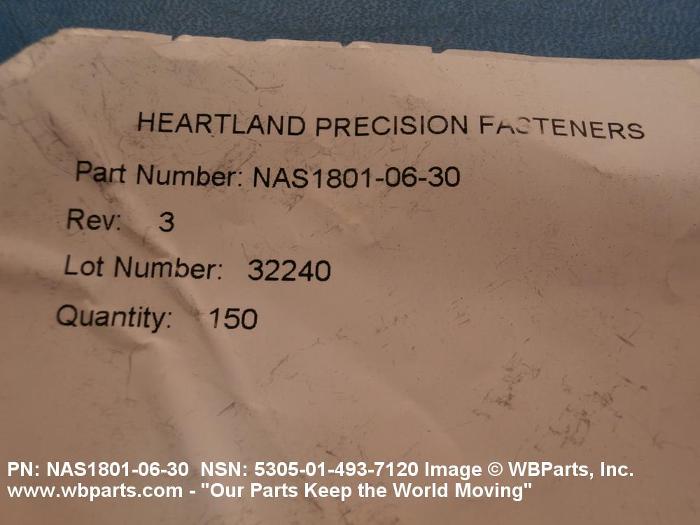 HEARTLAND PRECISION FASTENERS
Part Number: NAS1801-06-30
Rev: 3
Lot Number: 32240
Quantity: 150
PN: NAS1801-06-30 NSN: 5305-01-493-7120 Image © WBParts, Inc.
www.wbparts.com - "Our Parts Keep the World Moving"